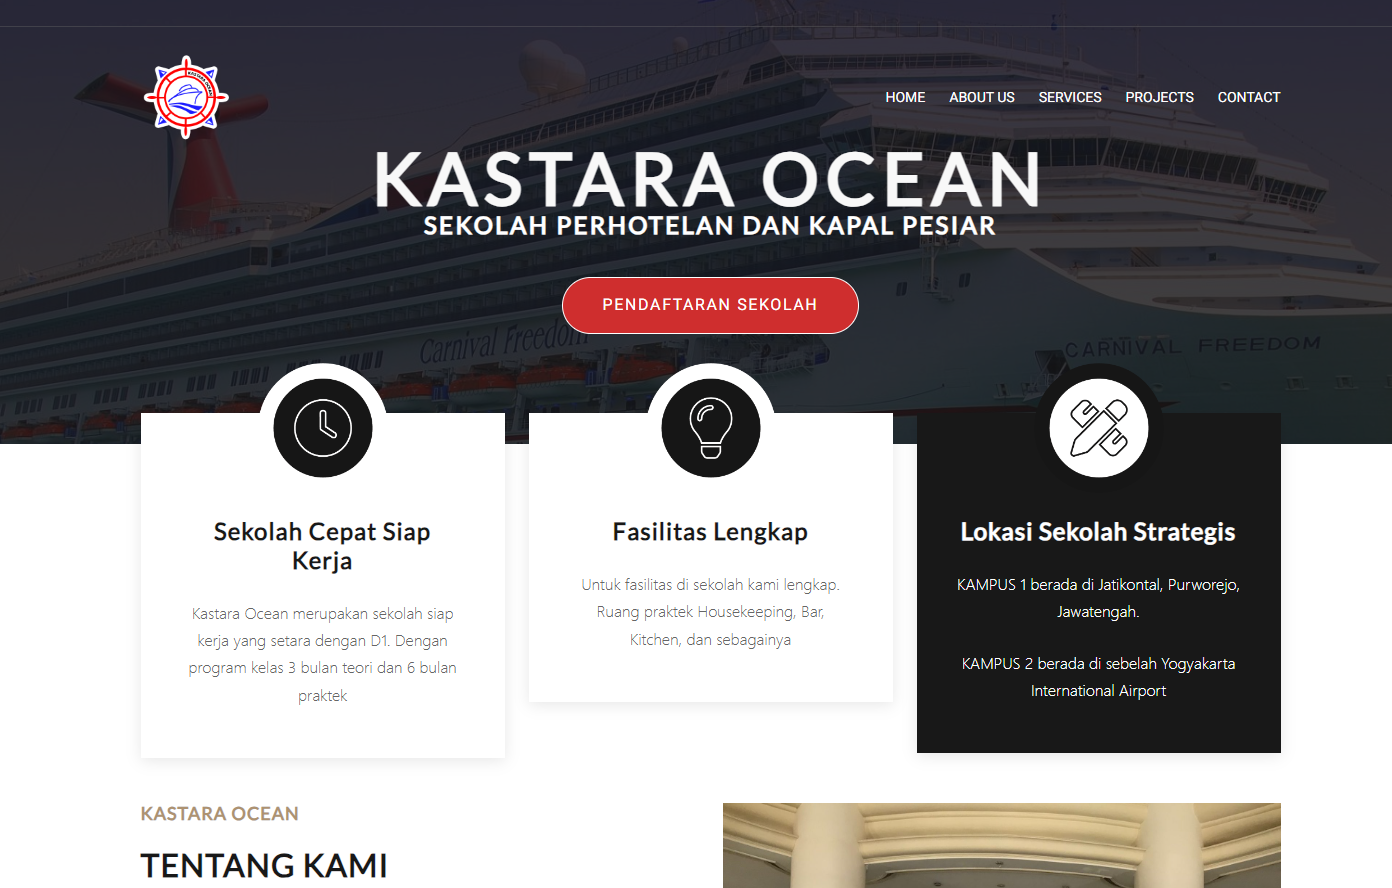 KASTARA OCEAN
HOME ABOUT US SERVICES PROJECTS CONTACT
KASTARA OCEAN
SEKOLAH PERHOTELAN DAN KAPAL PESIAR
PENDAFTARAN SEKOLAH
Carnival Freedom
CARNIVAL FREEDOM
Sekolah Cepat Siap
Kerja
Kastara Ocean merupakan sekolah siap
kerja yang setara dengan D1. Dengan
program kelas 3 bulan teori dan 6 bulan
praktek
Fasilitas Lengkap
Untuk fasilitas di sekolah kami lengkap.
Ruang praktek Housekeeping, Bar,
Kitchen, dan sebagainya
Lokasi Sekolah Strategis
KAMPUS 1 berada di Jatikontal, Purworejo,
Jawatengah.
KAMPUS 2 berada di sebelah Yogyakarta
International Airport
KASTARA OCEAN
TENTANG KAMI